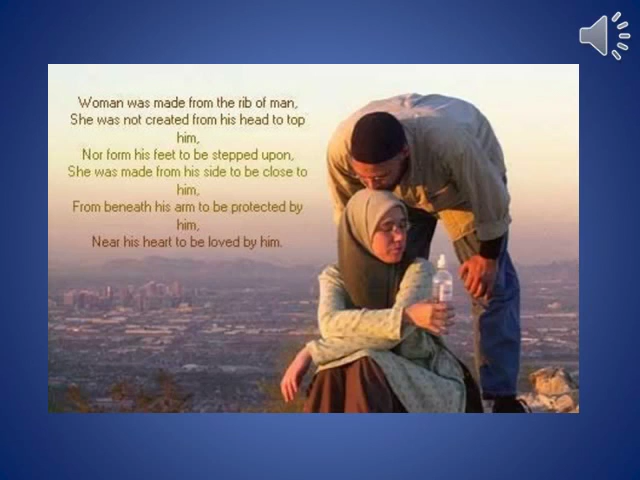 Woman was made from the rib of man,
She was not created from his head to top
him,
Nor form his feet to be stepped upon,
She was made from his side to be close to
him,
From beneath his arm to be protected by
him,
Near his heart to be loved by him.